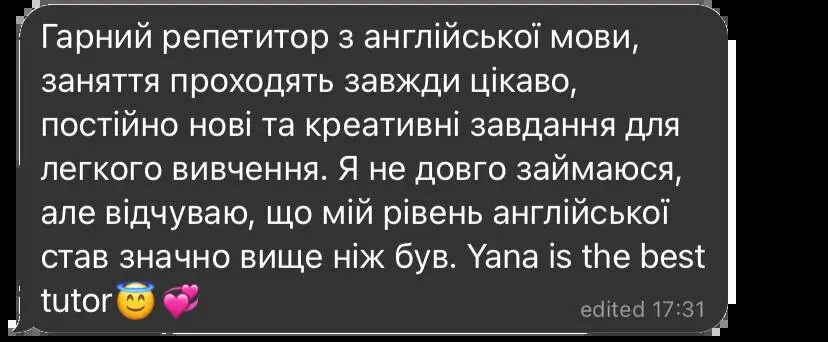 Гарний репетитор з англійської мови,
заняття проходять завжди цікаво,
постійно нові та креативні завдання для
легкого вивчення. Я не довго займаюся,
але відчуваю, що мій рівень англійської
став значно вище ніж був. Yana is the best
tutor😇💞
edited 17:31